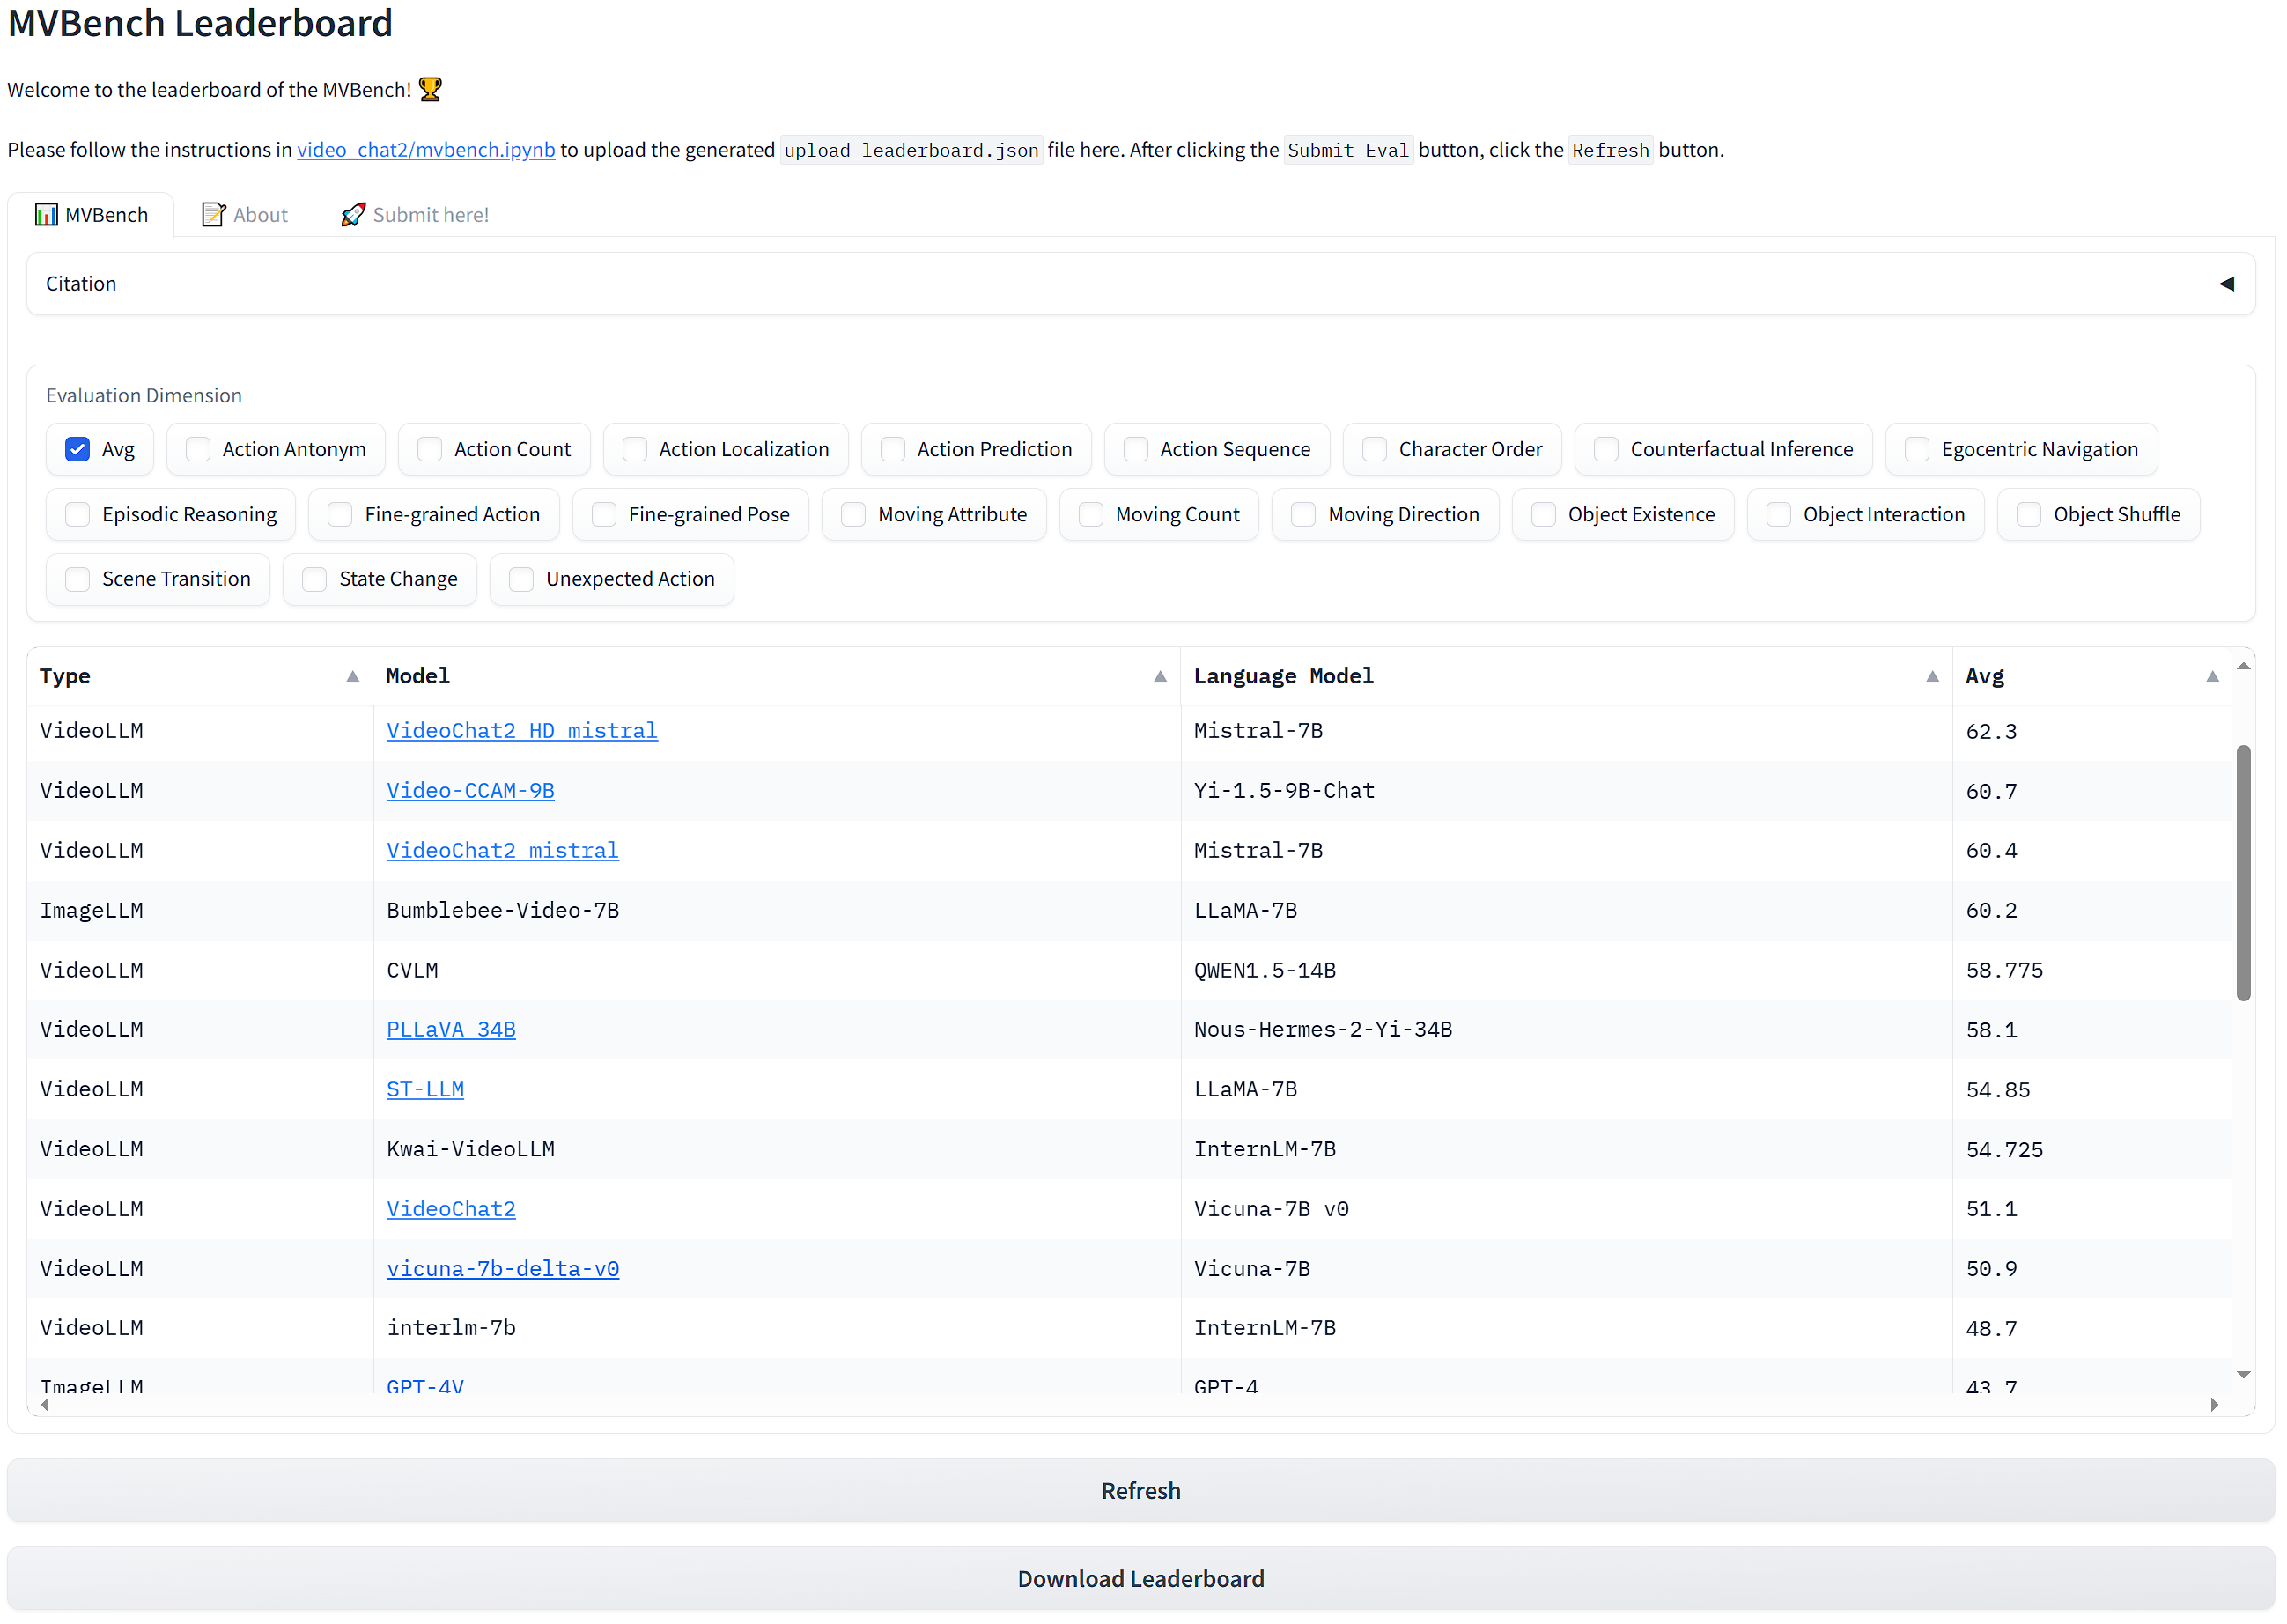 MVBench Leaderboard
Welcome to the leaderboard of the MVBench! 🏆
Please follow the instructions in video_chat2/mvbench.ipynb to upload the generated upload_leaderboard.json file here. After clicking the Submit Eval button, click the Refresh button.
📊 MVBench 📝 About 🚀 Submit here!
Citation
Evaluation Dimension
Avg Action Antonym Action Count Action Localization Action Prediction Action Sequence Character Order Counterfactual Inference Egocentric Navigation
Episodic Reasoning Fine-grained Action Fine-grained Pose Moving Attribute Moving Count Moving Direction Object Existence Object Interaction Object Shuffle
Scene Transition State Change Unexpected Action
Type Model Language Model Avg
VideoLLM VideoChat2_HD_mistral Mistral-7B 62.3
VideoLLM Video-CCAM-9B Yi-1.5-9B-Chat 60.7
VideoLLM VideoChat2_mistral Mistral-7B 60.4
ImageLLM Bumblebee-Video-7B LLaMA-7B 60.2
VideoLLM CVLM QWEN1.5-14B 58.775
VideoLLM PLLaVA 34B Nous-Hermes-2-Yi-34B 58.1
VideoLLM ST-LLM LLaMA-7B 54.85
VideoLLM Kwai-VideoLLM InternLM-7B 54.725
VideoLLM VideoChat2 Vicuna-7B v0 51.1
VideoLLM vicuna-7b-delta-v0 Vicuna-7B 50.9
VideoLLM interlm-7b InternLM-7B 48.7
ImageLLM GPT-4V GPT-4 43.7
Refresh
Download Leaderboard